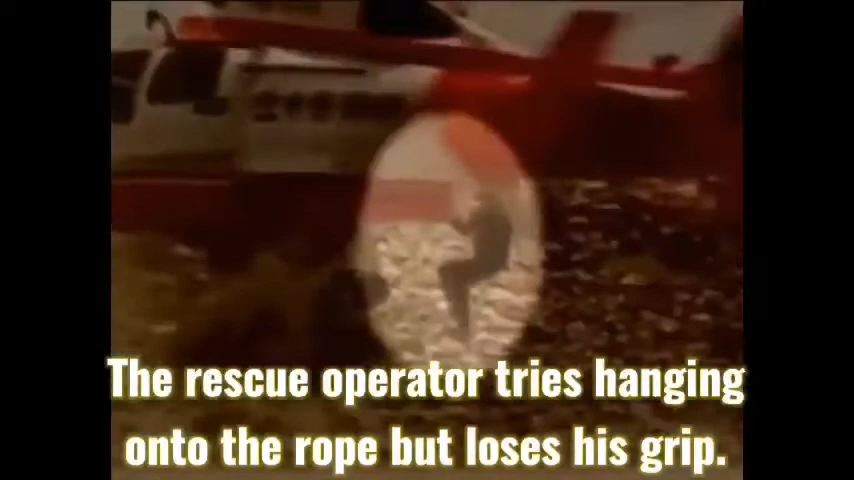 The rescue operator tries hanging
onto the rope but loses his grip.